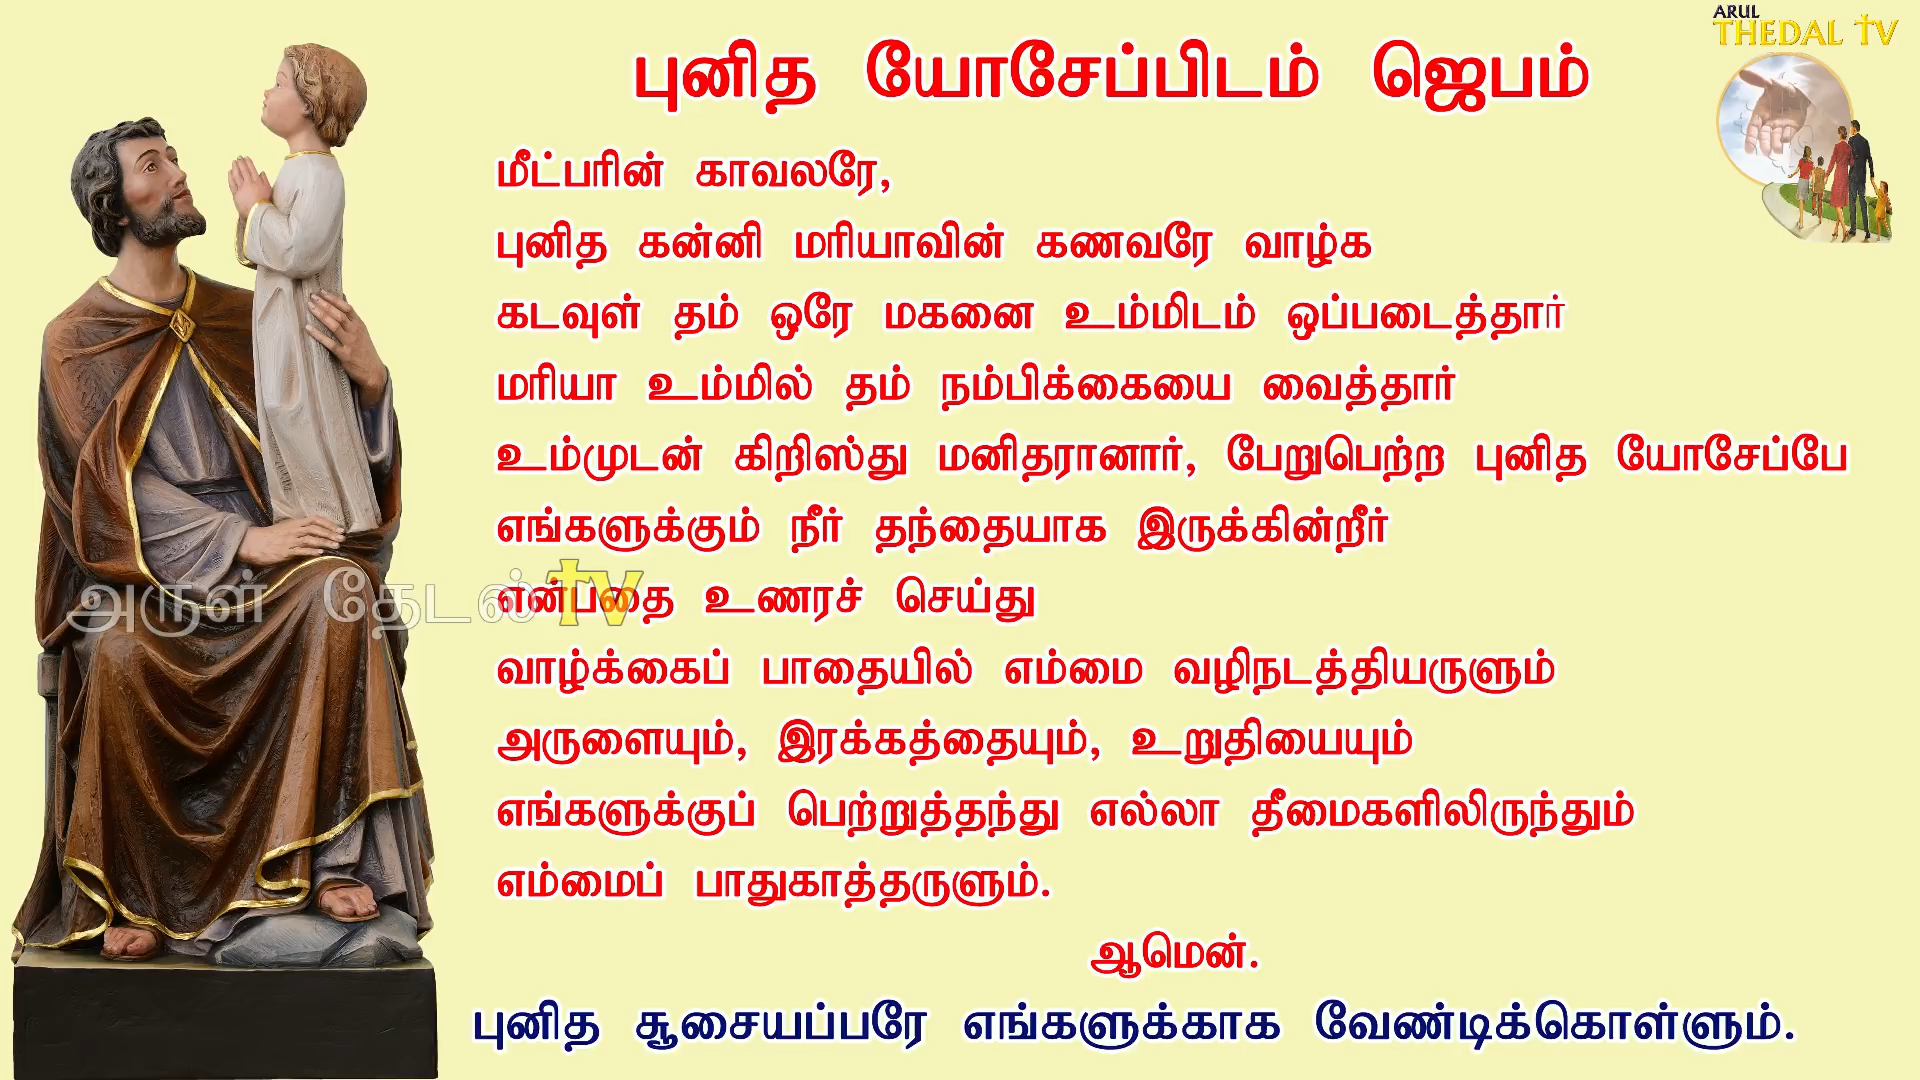 ARUL
THEDAL TV
புனித யோசேப்பிடம் ஜெபம்
மீட்பரின் காவலரே,
புனித கன்னி மரியாவின் கணவரே வாழ்க
கடவுள் தம் ஒரே மகனை உம்மிடம் ஒப்படைத்தார்
மரியா உம்மில் தம் நம்பிக்கையை வைத்தார்
உம்முடன் கிறிஸ்து மனிதரானார், பேறுபெற்ற புனித யோசேப்பே
எங்களுக்கும் நீர் தந்தையாக இருக்கின்றீர்
என்பதை உணரச் செய்து
அருள் தேடல் TV
வாழ்க்கைப் பாதையில் எம்மை வழிநடத்தியருளும்
அருளையும், இரக்கத்தையும், உறுதியையும்
எங்களுக்குப் பெற்றுத்தந்து எல்லா தீமைகளிலிருந்தும்
எம்மைப் பாதுகாத்தருளும்.
ஆமென்.
புனித சூசையப்பரே எங்களுக்காக வேண்டிக்கொள்ளும்.